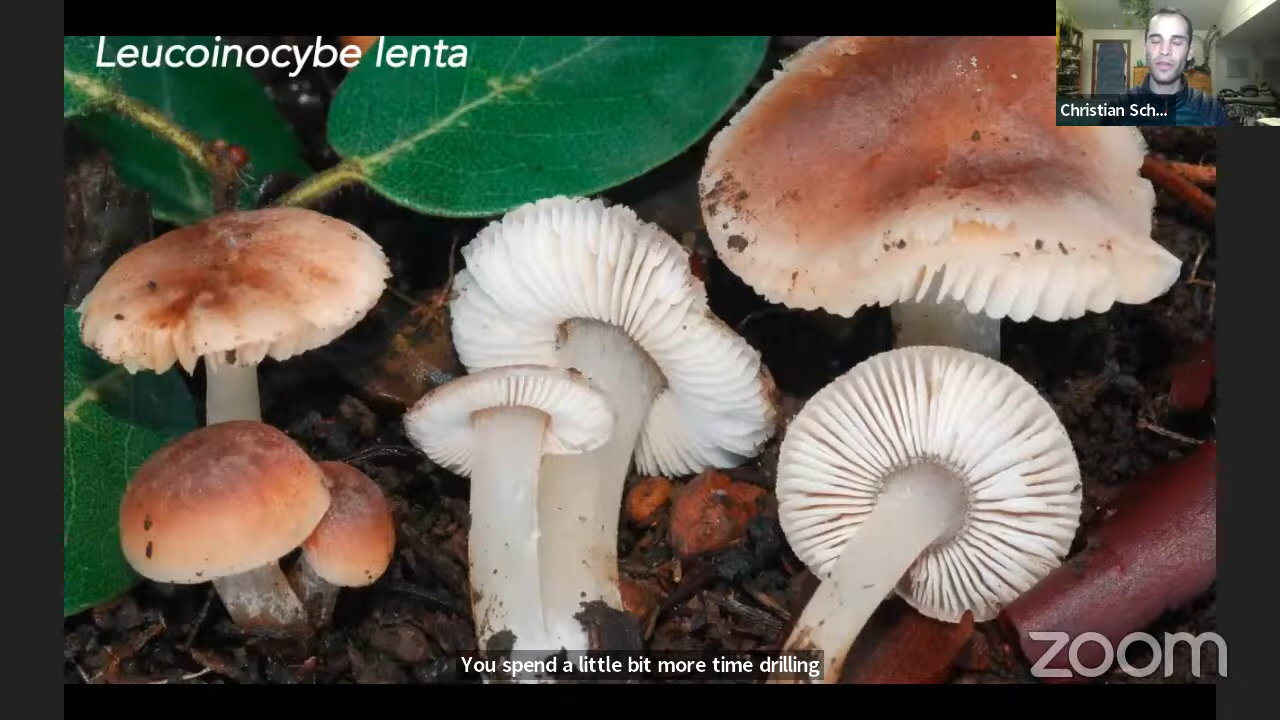 Leucoinocybe lenta
Christian Sch...
You spend a little bit more time drilling
zoom